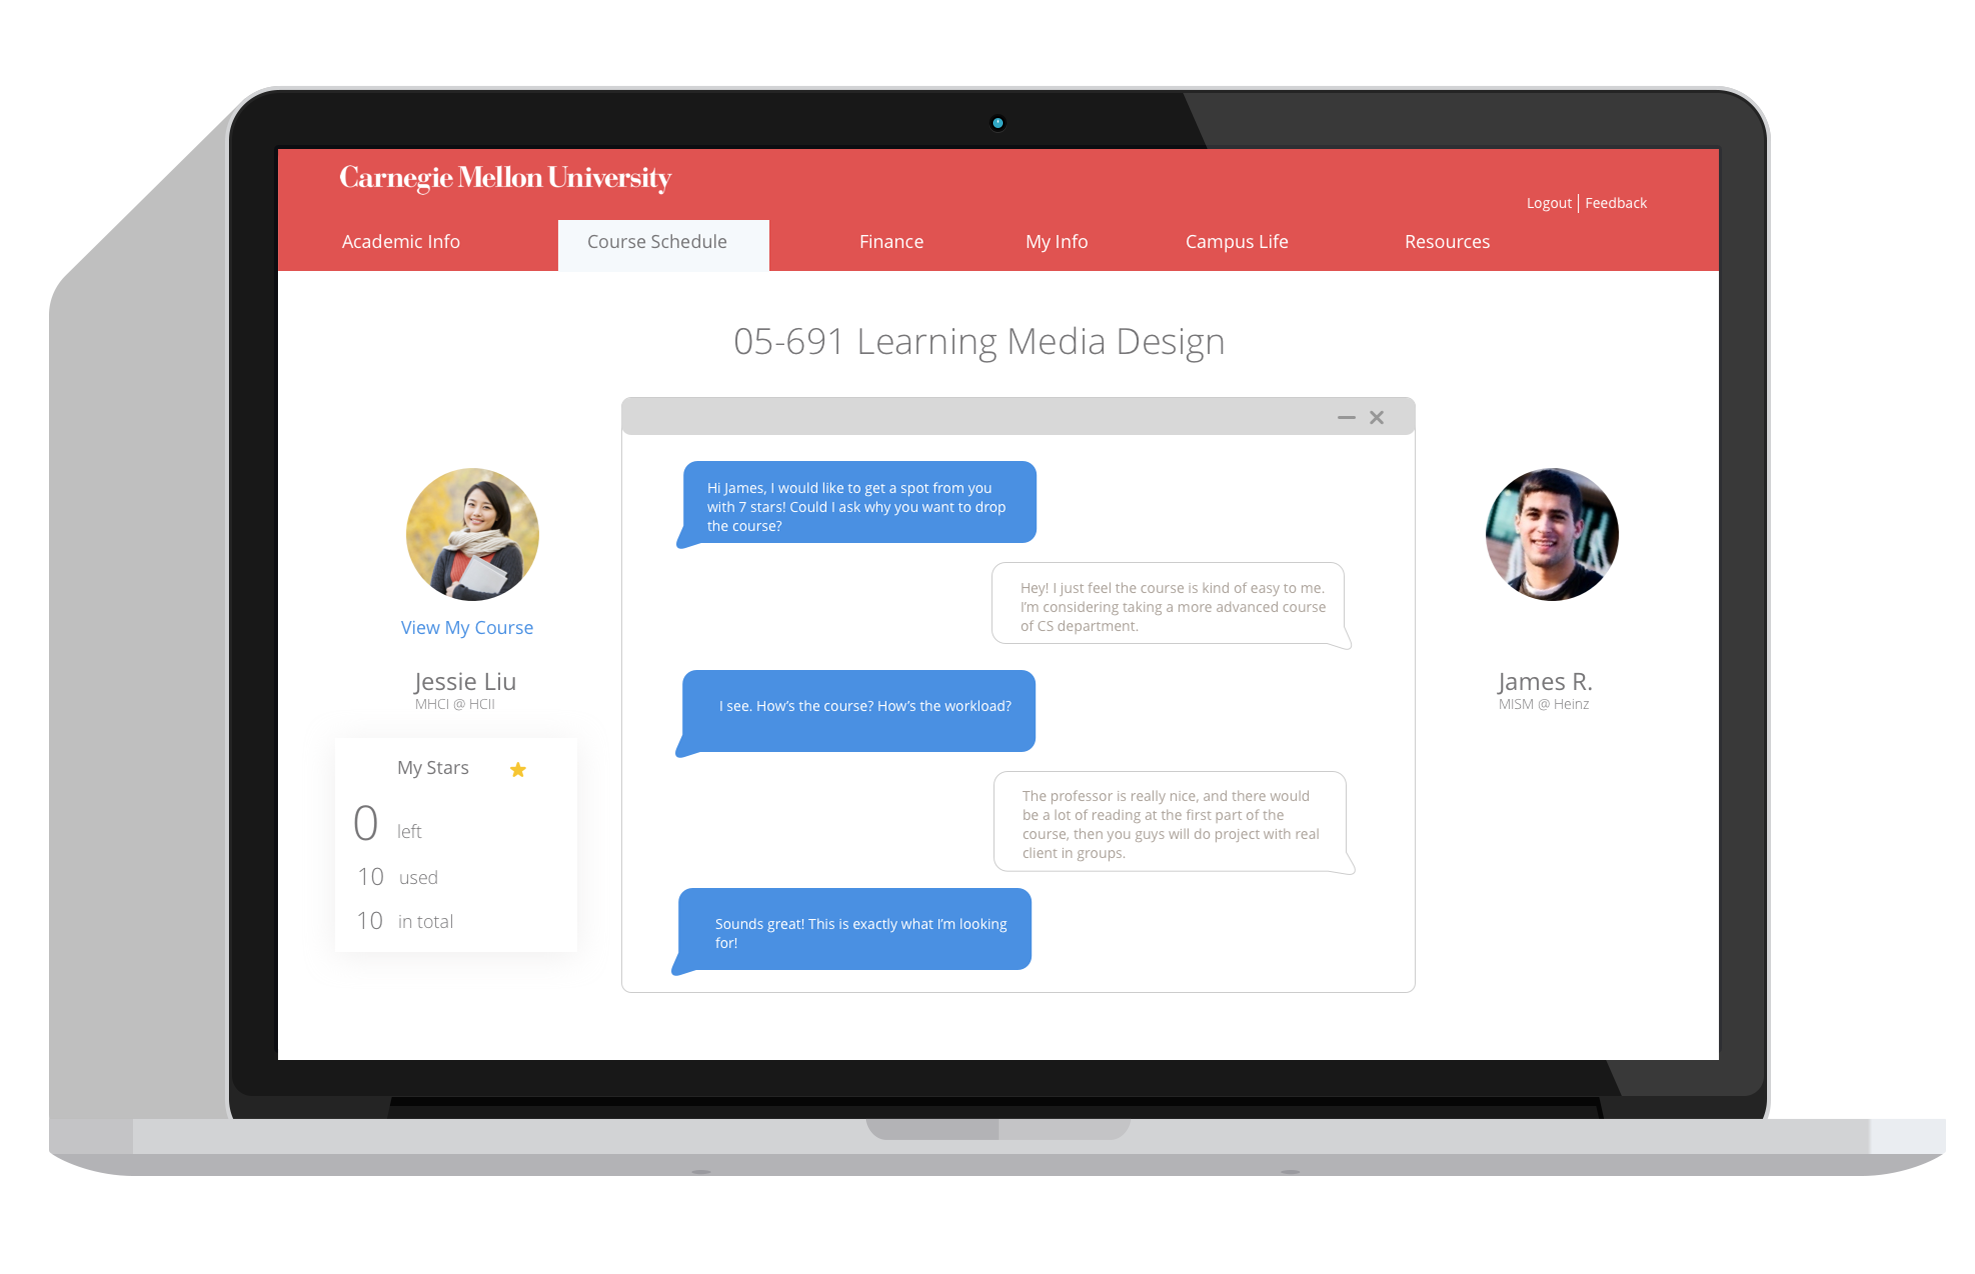 Carnegie Mellon University
Logout | Feedback
Academic Info
Course Schedule
Finance
My Info
Campus Life
Resources
05-691 Learning Media Design
Hi James, I would like to get a spot from you
with 7 stars! Could I ask why you want to drop
the course?
Hey! I just feel the course is kind of easy to me.
I'm considering taking a more advanced course
of CS department.
I see. How's the course? How's the workload?
The professor is really nice, and there would
be a lot of reading at the first part of the
course, then you guys will do project with real
client in groups.
Sounds great! This is exactly what I'm looking
for!
View My Course
Jessie Liu
MHCI @ HCII
My Stars
0 left
10 used
10 in total
James R.
MISM @ Heinz